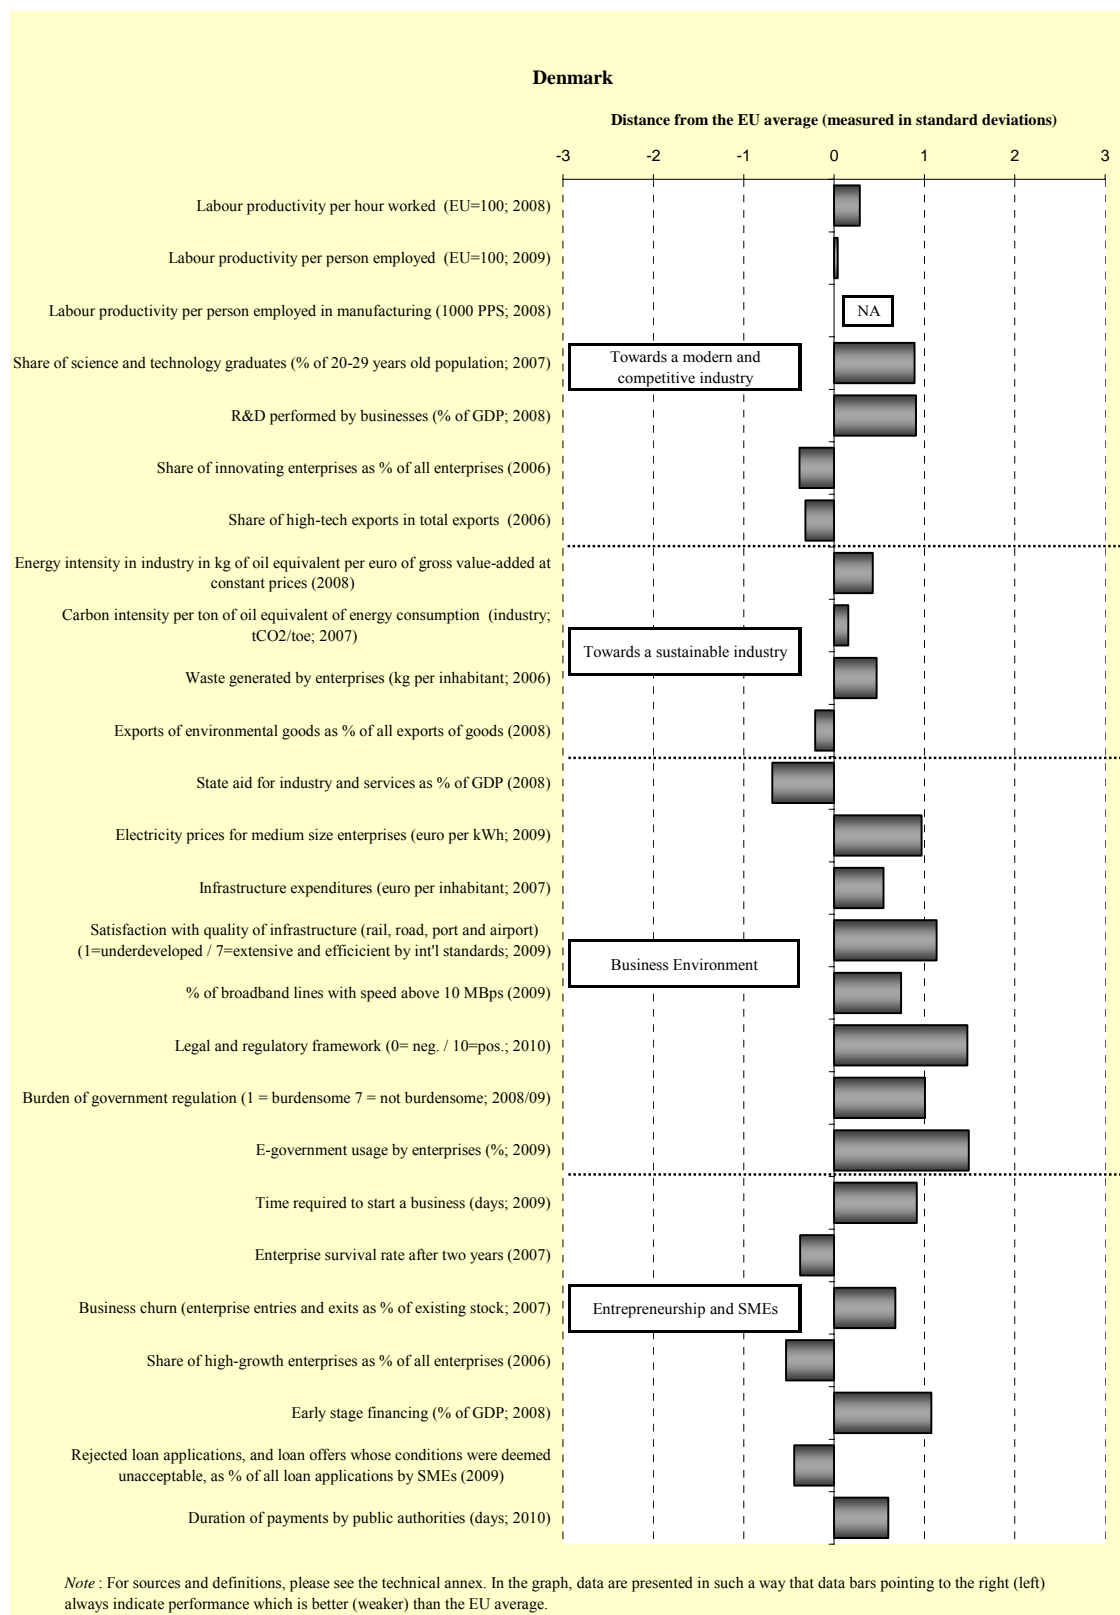 Denmark
Distance from the EU average (measured in standard deviations)
-3 -2 -1 0 1 2 3
Labour productivity per hour worked (EU=100; 2008)
Labour productivity per person employed (EU=100; 2009)
Labour productivity per person employed in manufacturing (1000 PPS; 2008)
NA
Share of science and technology graduates (% of 20-29 years old population; 2007)
Towards a modern and
competitive industry
R&D performed by businesses (% of GDP; 2008)
Share of innovating enterprises as % of all enterprises (2006)
Share of high-tech exports in total exports (2006)
Energy intensity in industry in kg of oil equivalent per euro of gross value-added at
constant prices (2008)
Carbon intensity per ton of oil equivalent of energy consumption (industry;
tCO2/toe; 2007)
Towards a sustainable industry
Waste generated by enterprises (kg per inhabitant; 2006)
Exports of environmental goods as % of all exports of goods (2008)
State aid for industry and services as % of GDP (2008)
Electricity prices for medium size enterprises (euro per kWh; 2009)
Infrastructure expenditures (euro per inhabitant; 2007)
Satisfaction with quality of infrastructure (rail, road, port and airport)
(1=underdeveloped / 7=extensive and efficicient by int'l standards; 2009)
Business Environment
% of broadband lines with speed above 10 MBps (2009)
Legal and regulatory framework (0= neg. / 10=pos.; 2010)
Burden of government regulation (1 = burdensome 7 = not burdensome; 2008/09)
E-government usage by enterprises (%; 2009)
Time required to start a business (days; 2009)
Enterprise survival rate after two years (2007)
Business churn (enterprise entries and exits as % of existing stock; 2007)
Entrepreneurship and SMEs
Share of high-growth enterprises as % of all enterprises (2006)
Early stage financing (% of GDP; 2008)
Rejected loan applications, and loan offers whose conditions were deemed
unacceptable, as % of all loan applications by SMEs (2009)
Duration of payments by public authorities (days; 2010)
Note : For sources and definitions, please see the technical annex. In the graph, data are presented in such a way that data bars pointing to the right (left)
always indicate performance which is better (weaker) than the EU average.